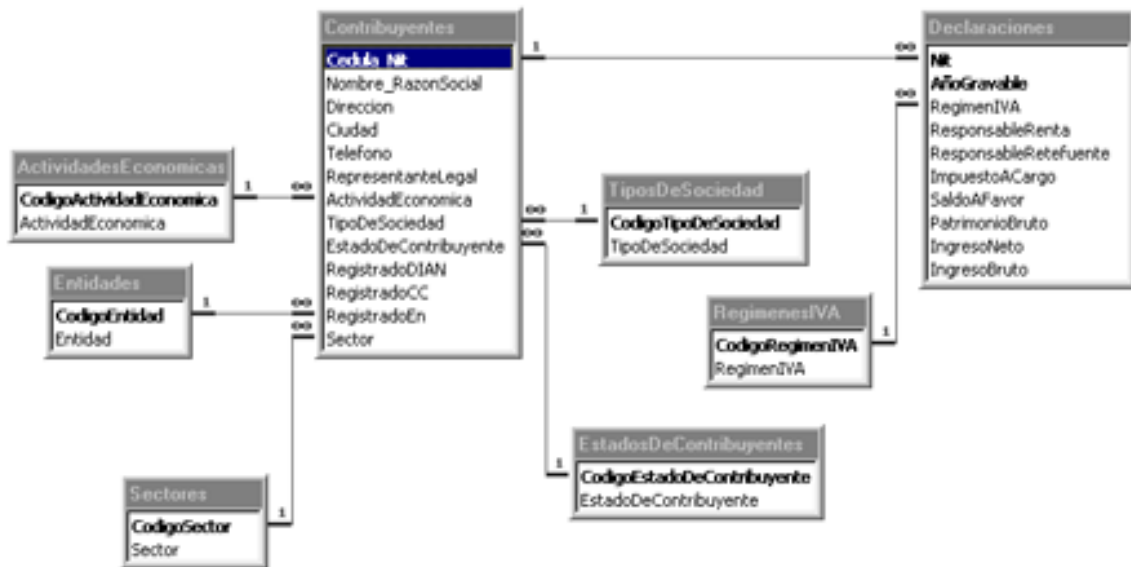 Contribuyentes
Cedula_Nit
Nombre_RazonSocial
Direccion
Ciudad
Telefono
RepresentanteLegal
ActividadEconomica
TipoDeSociedad
EstadoDeContribuyente
RegistradoDIAN
RegistradoCC
RegistradoEn
Sector
Declaraciones
Nit
AñoGravable
RegimenIVA
ResponsableRenta
ResponsableRetefuente
ImpuestoACargo
SaldoAFavor
PatrimonioBruto
IngresoNeto
IngresoBruto
ActividadesEconomicas
CodigoActividadEconomica
ActividadEconomica
TiposDeSociedad
CodigoTipoDeSociedad
TipoDeSociedad
Entidades
CodigoEntidad
Entidad
RegimenesIVA
CodigoRegimenIVA
RegimenIVA
EstadosDeContribuyentes
CodigoEstadoDeContribuyente
EstadoDeContribuyente
Sectores
CodigoSector
Sector
1 ∞
1 ∞
1 ∞
1 ∞
1 ∞
1 ∞
1 ∞